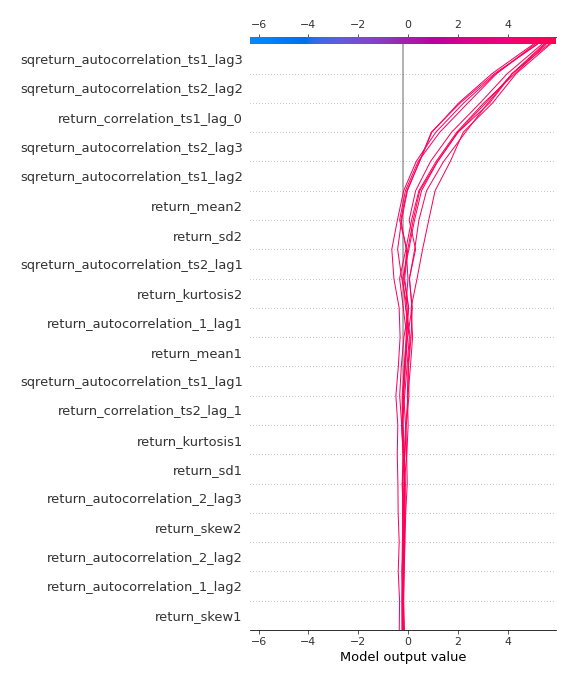 −6 −4 −2 0 2 4
sqreturn_autocorrelation_ts1_lag3
sqreturn_autocorrelation_ts2_lag2
return_correlation_ts1_lag_0
sqreturn_autocorrelation_ts2_lag3
sqreturn_autocorrelation_ts1_lag2
return_mean2
return_sd2
sqreturn_autocorrelation_ts2_lag1
return_kurtosis2
return_autocorrelation_1_lag1
return_mean1
sqreturn_autocorrelation_ts1_lag1
return_correlation_ts2_lag_1
return_kurtosis1
return_sd1
return_autocorrelation_2_lag3
return_skew2
return_autocorrelation_2_lag2
return_autocorrelation_1_lag2
return_skew1
−6 −4 −2 0 2 4
Model output value